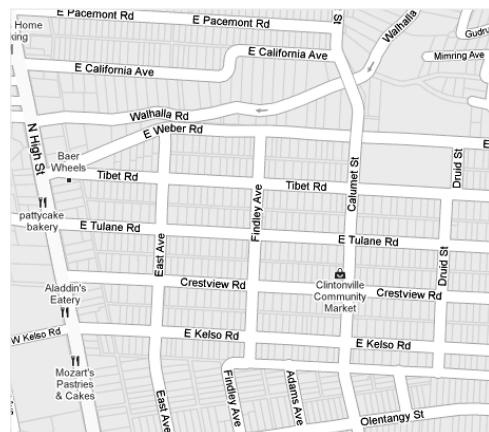 E Pacemont Rd
E Pacemont Rd
St
Walhalla
Home
king
Gudru
E California Ave
Mimring Ave
E California Ave
Walhalla Rd
E Weber Rd
N High St
E
Baer
Wheels
Druid St
Tibet Rd
Tibet Rd
Calumet St
Findley Ave
pattycake
bakery
E Tulane Rd
E Tulane Rd
East Ave
Druid St
Crestview Rd
Clintonville
Community
Market
Crestview Rd
Aladdin's
Eatery
W Kelso Rd
E Kelso Rd
E Kelso Rd
Mozart's
Pastries
& Cakes
East Ave
Findley Ave
Adams Ave
Olentangy St